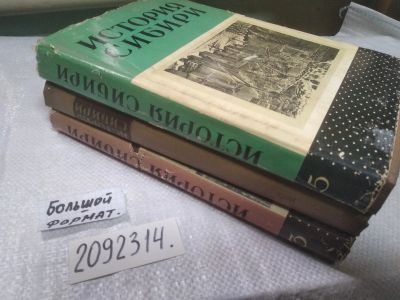 ИСТОРИЯ
СИБИРИ
ИСТОРИЯ СИБИРИ
5
ИСТОРИЯ СИБИРИ
5
БОЛЬШОЙ
ФОРМАТ.
2092314.